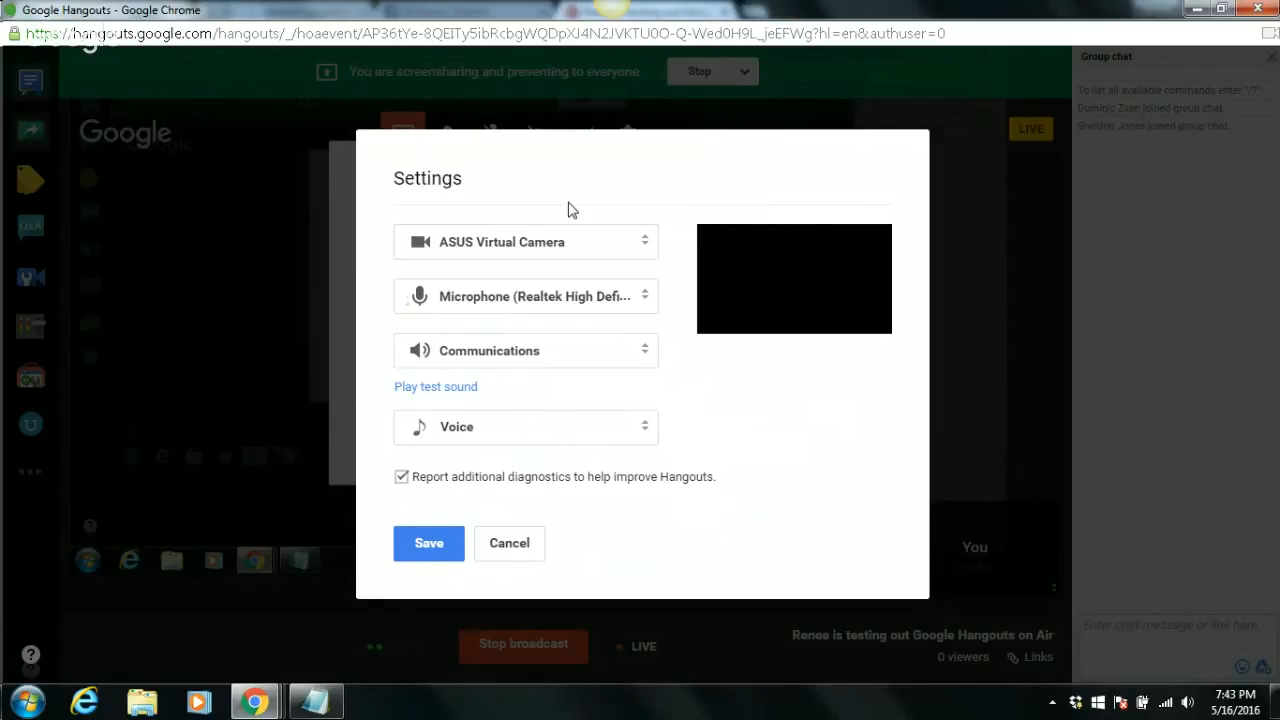 Google Hangouts - Google Chrome
https://hangouts.google.com/hangouts/_/hoaevent/AP36tYe-8QEITy5ibRcbgWQDpXJ4N2JVKTU0O-Q-Wed0H9L_jeEFWg?hl=en&authuser=0
You are screensharing and presenting to everyone
Stop
Group chat
To list all available commands enter "/?"
Dominic Zxen joined group chat.
Sheldon Jones joined group chat.
Google
LIVE
Q&A
Settings
ASUS Virtual Camera
Microphone (Realtek High Defi...
Communications
Play test sound
Voice
Report additional diagnostics to help improve Hangouts.
Save
Cancel
You
Stop broadcast
LIVE
Renee is testing out Google Hangouts on Air
0 viewers
Links
Enter chat message or link here
7:43 PM
5/16/2016